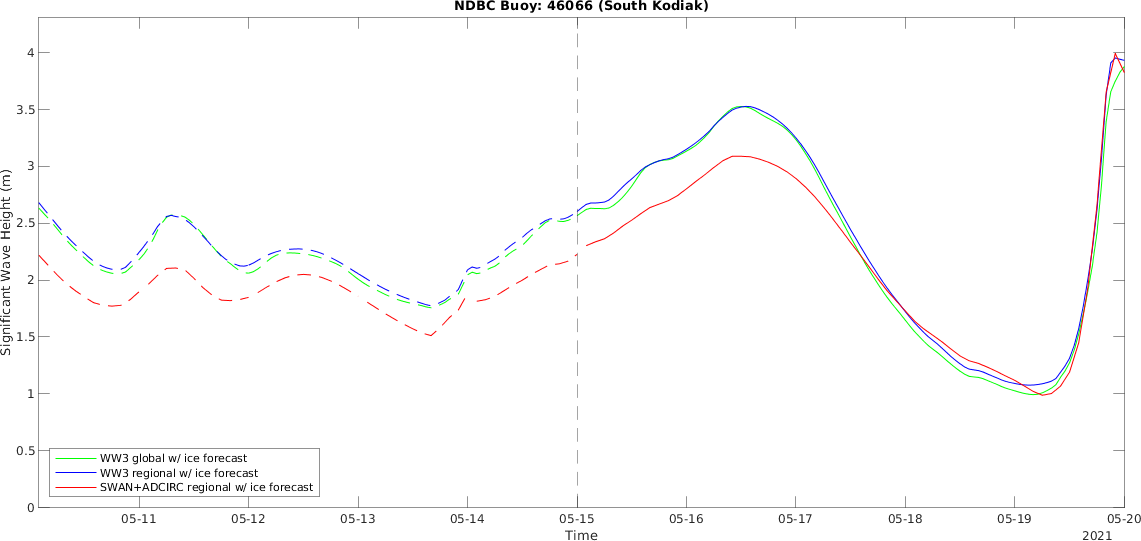 NDBC Buoy: 46066 (South Kodiak)
Significant Wave Height (m)
4
3.5
3
2.5
2
1.5
1
0.5
0
WW3 global w/ ice forecast
WW3 regional w/ ice forecast
SWAN+ADCIRC regional w/ ice forecast
05-11 05-12 05-13 05-14 05-15 05-16 05-17 05-18 05-19 05-20
Time
2021